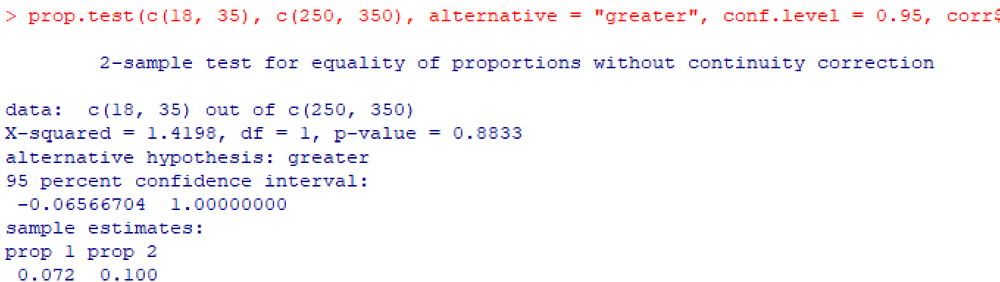 > prop.test(c(18, 35), c(250, 350), alternative = "greater", conf.level = 0.95, corr$
2-sample test for equality of proportions without continuity correction
data:  c(18, 35) out of c(250, 350)
X-squared = 1.4198, df = 1, p-value = 0.8833
alternative hypothesis: greater
95 percent confidence interval:
 -0.06566704  1.00000000
sample estimates:
prop 1 prop 2
 0.072  0.100